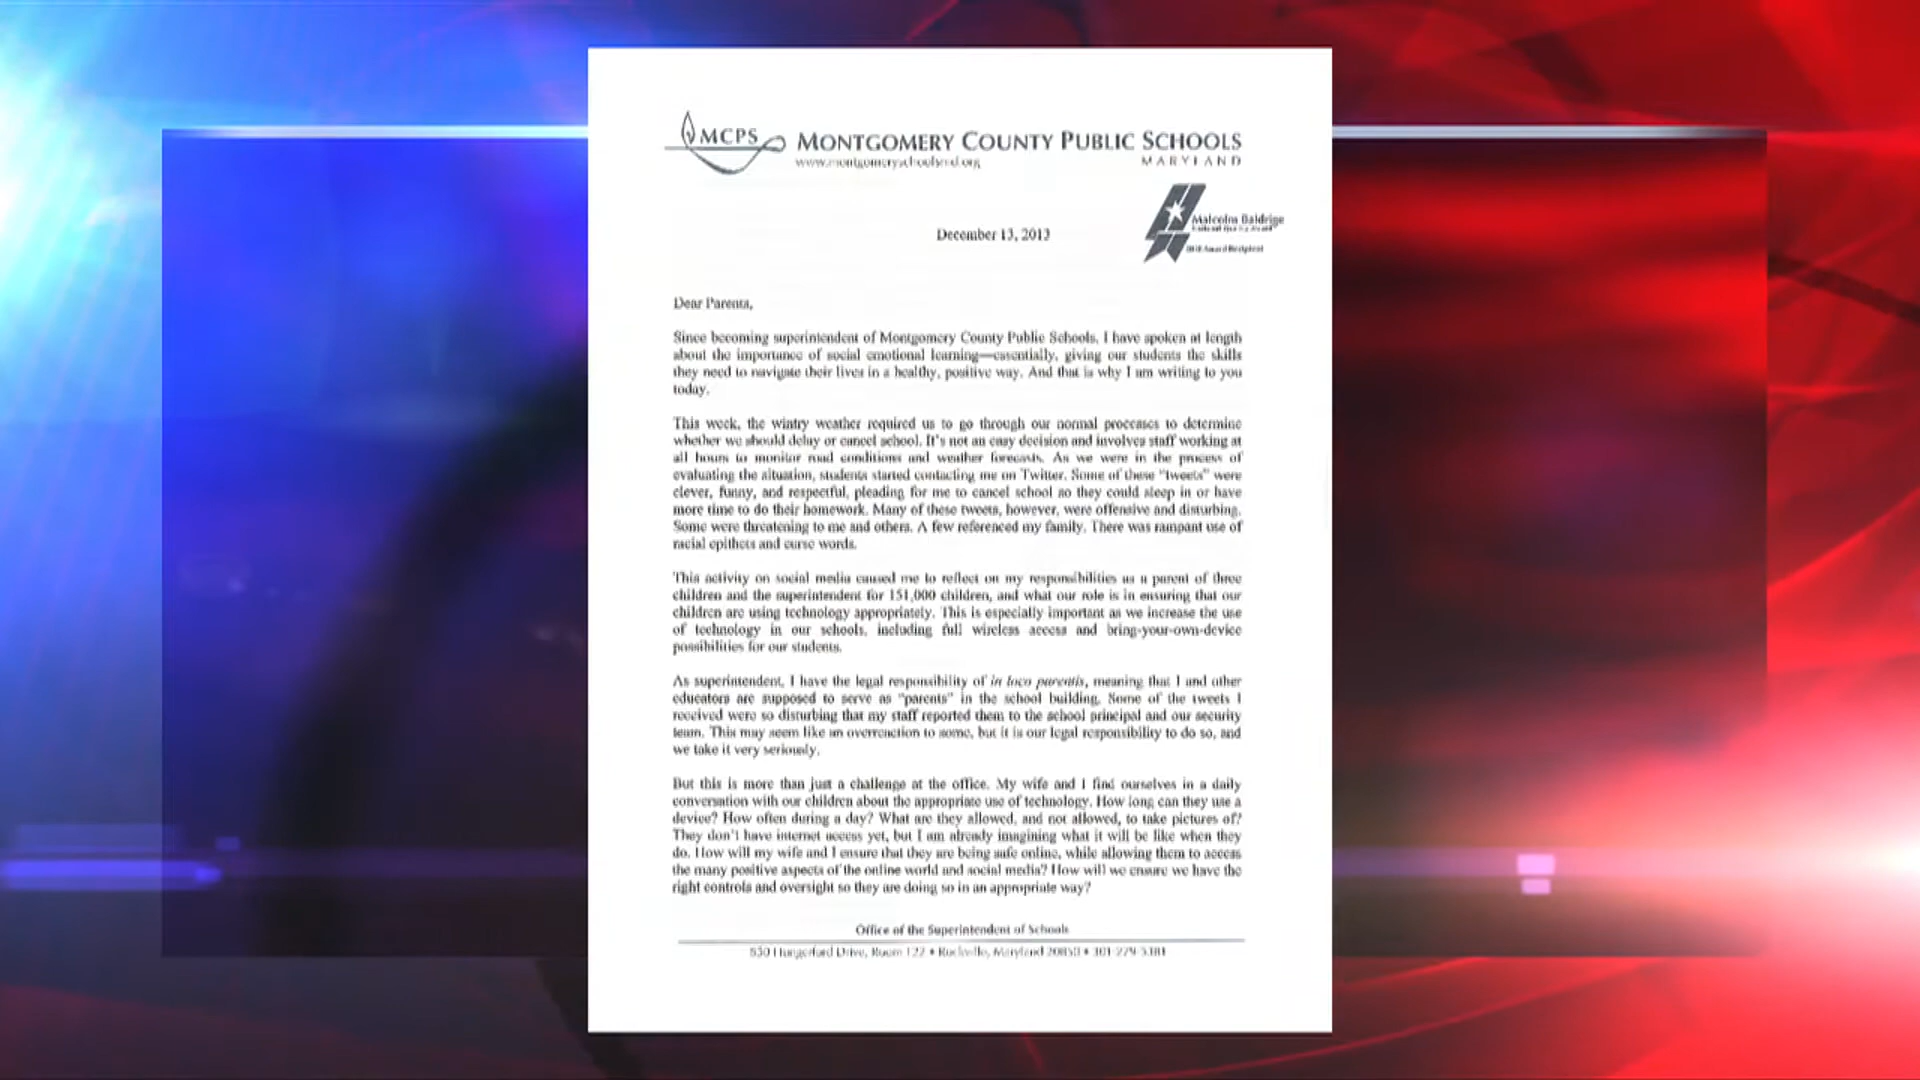 MCPS
MONTGOMERY COUNTY PUBLIC SCHOOLS
www.montgomeryschoolsmd.org
MARYLAND
Malcolm Baldrige
December 13, 2013
Dear Parents,
Since becoming superintendent of Montgomery County Public Schools, I have spoken at length
about the importance of social emotional learning—essentially, giving our students the skills
they need to navigate their lives in a healthy, positive way. And that is why I am writing to you
today.
This week, the wintry weather required us to go through our normal processes to determine
whether we should delay or cancel school. It's not an easy decision and involves staff working at
all hours to monitor road conditions and weather forecasts. As we were in the process of
evaluating the situation, students started contacting me on Twitter. Some of these "tweets" were
clever, funny, and respectful, pleading for me to cancel school so they could sleep in or have
more time to do their homework. Many of these tweets, however, were offensive and disturbing.
Some were threatening to me and others. A few referenced my family. There was rampant use of
racial epithets and curse words.
This activity on social media caused me to reflect on my responsibilities as a parent of three
children and the superintendent for 151,000 children, and what our role is in ensuring that our
children are using technology appropriately. This is especially important as we increase the use
of technology in our schools, including full wireless access and bring-your-own-device
possibilities for our students.
As superintendent, I have the legal responsibility of in loco parentis, meaning that I and other
educators are supposed to serve as "parents" in the school building. Some of the tweets I
received were so disturbing that my staff reported them to the school principal and our security
team. This may seem like an overreaction to some, but it is our legal responsibility to do so, and
we take it very seriously.
But this is more than just a challenge at the office. My wife and I find ourselves in a daily
conversation with our children about the appropriate use of technology. How long can they use a
device? How often during a day? What are they allowed, and not allowed, to take pictures of?
They don't have internet access yet, but I am already imagining what it will be like when they
do. How will my wife and I ensure that they are being safe online, while allowing them to access
the many positive aspects of the online world and social media? How will we ensure we have the
right controls and oversight so they are doing so in an appropriate way?
Office of the Superintendent of Schools
850 Hungerford Drive, Room 122 • Rockville, Maryland 20850 • 301-279-3381